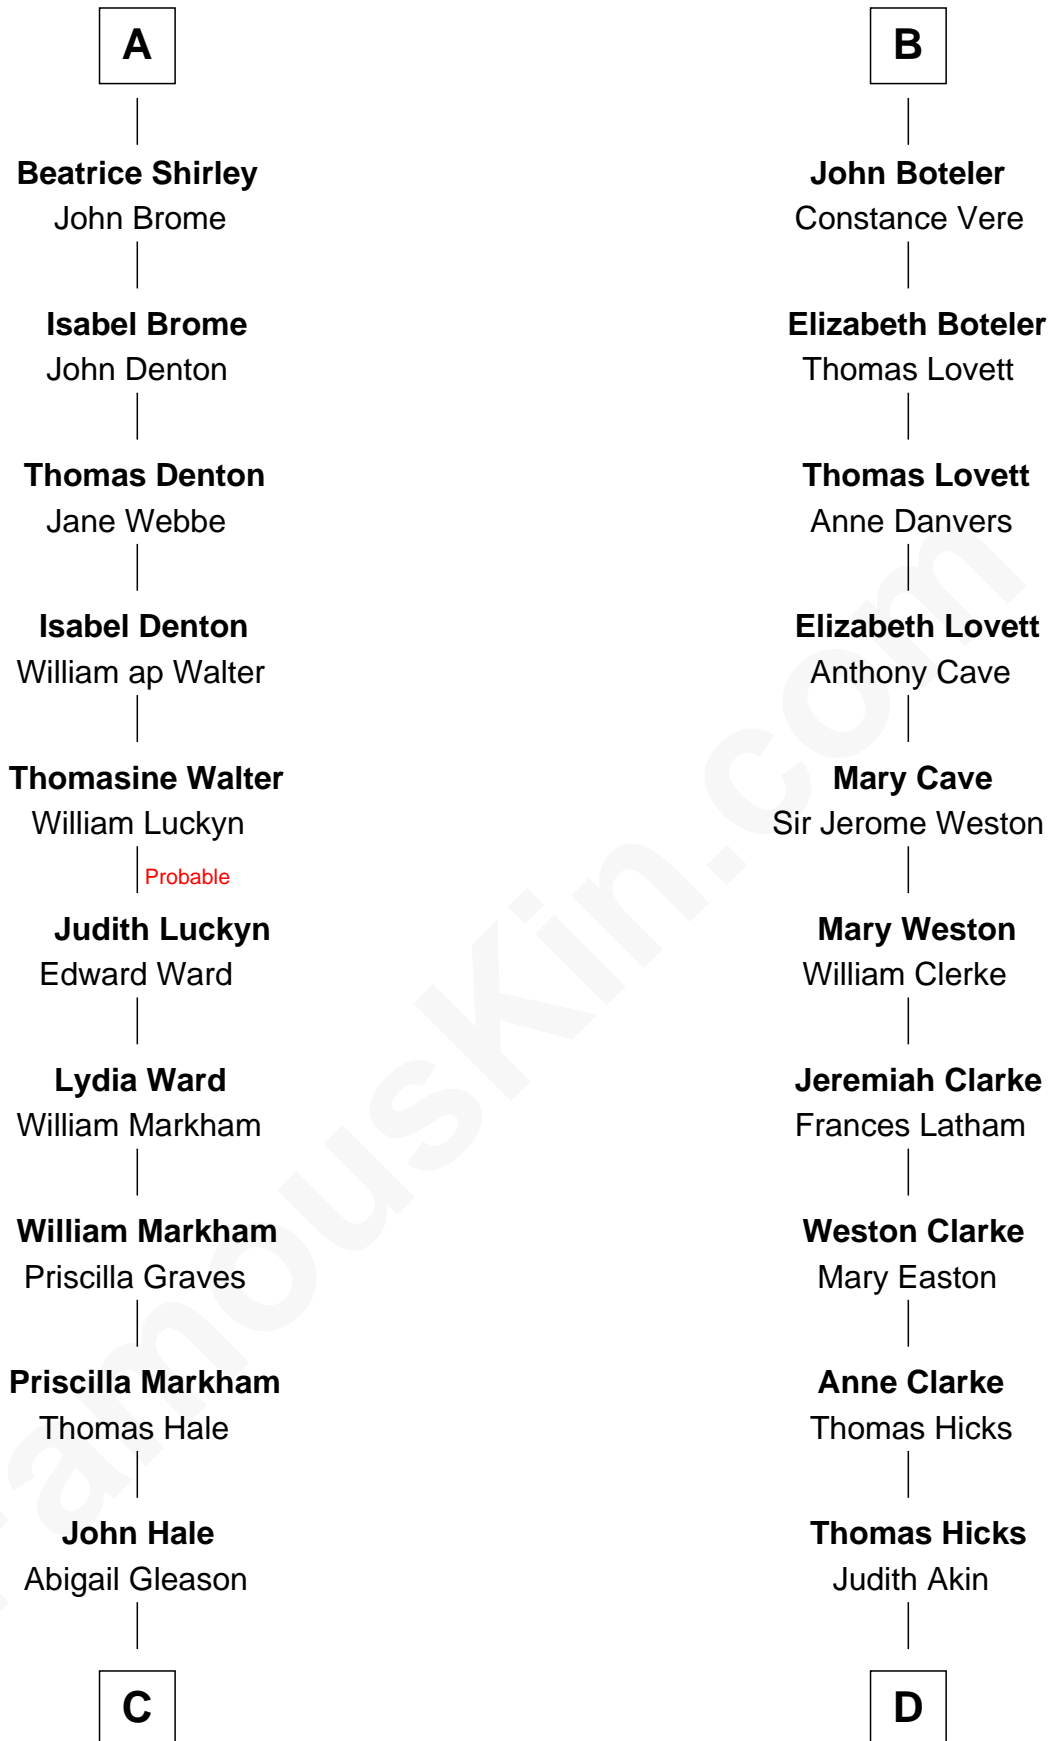 A
Beatrice Shirley
John Brome
Isabel Brome
John Denton
Thomas Denton
Jane Webbe
Isabel Denton
William ap Walter
Thomasine Walter
William Luckyn
Probable
Judith Luckyn
Edward Ward
Lydia Ward
William Markham
William Markham
Priscilla Graves
Priscilla Markham
Thomas Hale
John Hale
Abigail Gleason
C
B
John Boteler
Constance Vere
Elizabeth Boteler
Thomas Lovett
Thomas Lovett
Anne Danvers
Elizabeth Lovett
Anthony Cave
Mary Cave
Sir Jerome Weston
Mary Weston
William Clerke
Jeremiah Clarke
Frances Latham
Weston Clarke
Mary Easton
Anne Clarke
Thomas Hicks
Thomas Hicks
Judith Akin
D
FamousKin.com